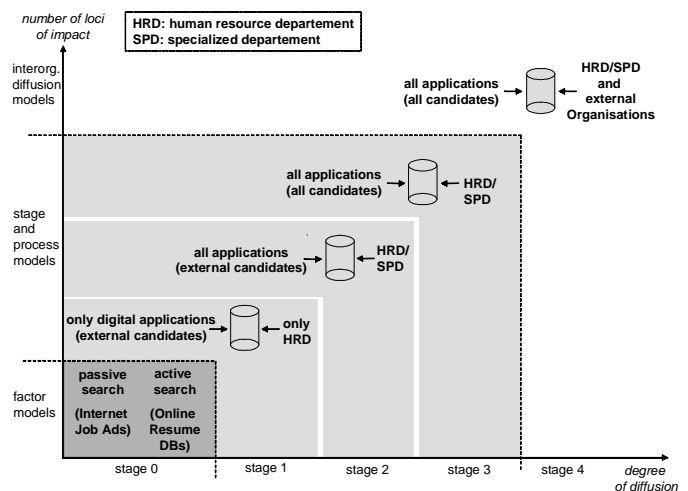 number of loci
of impact
HRD: human resource departement
SPD: specialized departement
interorg.
diffusion
models
all applications
(all candidates)
HRD/SPD
and
external
Organisations
all applications
(all candidates)
HRD/
SPD
stage
and
process
models
all applications
(external candidates)
HRD/
SPD
only digital applications
(external candidates)
only
HRD
factor
models
passive
search
(Internet
Job Ads)
active
search
(Online
Resume
DBs)
stage 0
stage 1
stage 2
stage 3
stage 4
degree
of diffusion